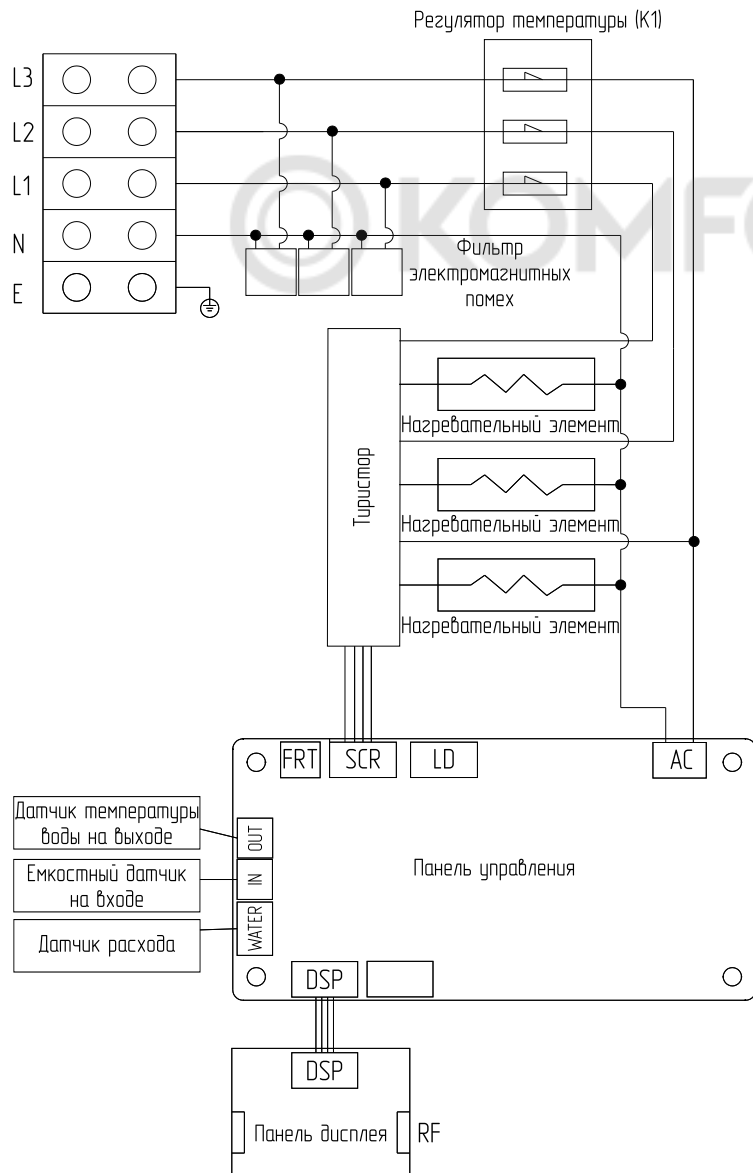 Регулятор температуры (К1)
L3
L2
L1
N
E
KOMF
Фильтр
электромагнитных
помех
Тиристор
Нагревательный элемент
Нагревательный элемент
Нагревательный элемент
FRT
SCR
LD
AC
Датчик температуры
воды на выходе
OUT
Емкостный датчик
на входе
IN
Датчик расхода
WATER
Панель управления
DSP
DSP
Панель дисплея
RF